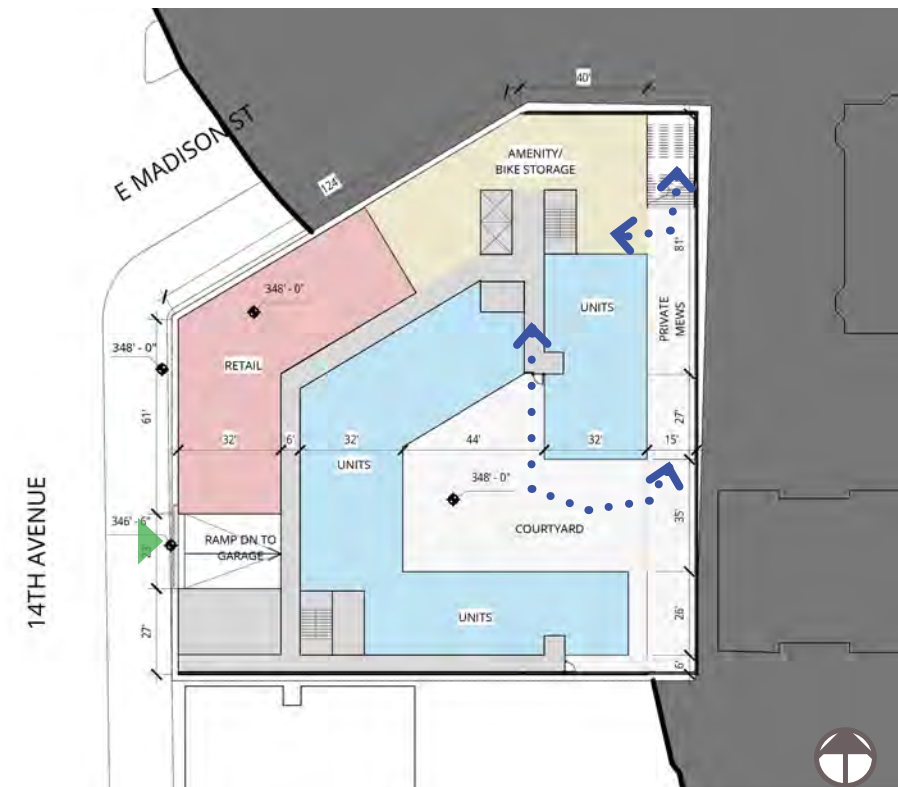 40'
E MADISON ST
124'
AMENITY/
BIKE STORAGE
81'
348' - 0"
UNITS
PRIVATE
MEWS
348' - 0"
RETAIL
61'
27'
32'
6'
32'
44'
32'
15'
UNITS
348' - 0"
14TH AVENUE
346' -6"
COURTYARD
35'
RAMP DN TO
GARAGE
UNITS
26'
27'
6'